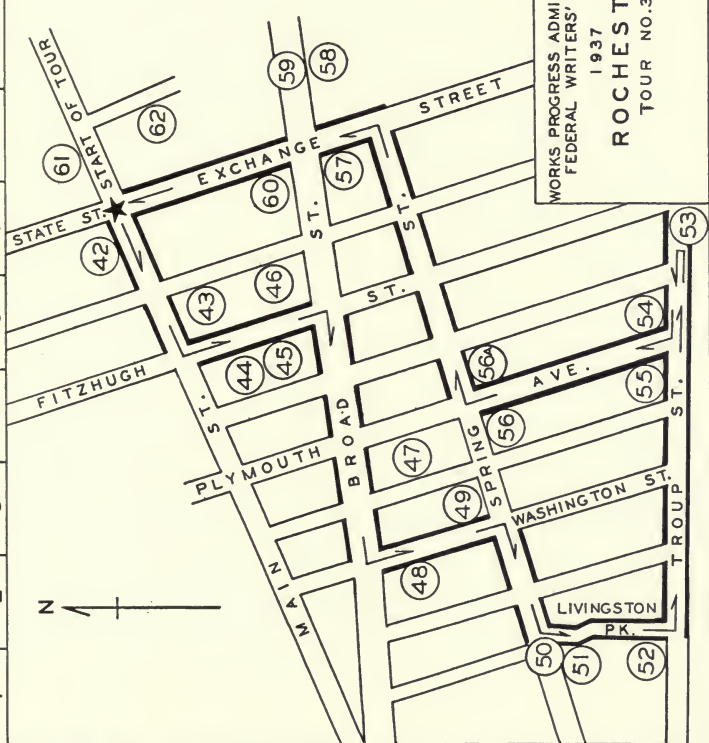 WORKS PROGRESS ADMI
FEDERAL WRITERS'
1937
ROCHEST
TOUR NO.3
START OF TOUR
61
62
59
58
STATE ST.
42
EXCHANGE STREET
60
57
43
46
FITZHUGH ST.
44
45
MAIN ST.
BROAD ST.
PLYMOUTH AVE.
47
SPRING ST.
56A
56
49
48
WASHINGTON ST.
54
55
53
TROUP ST.
LIVINGSTON
PK.
50
51
52
N